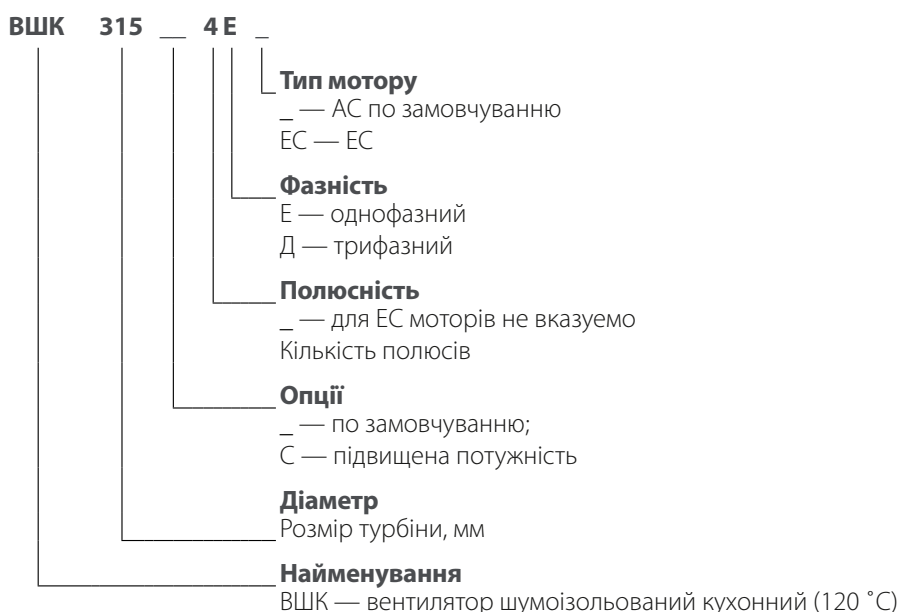 ВШК 315 __ 4 Е _
Тип мотору
_ — АС по замовчуванню
ЕС — ЕС
Фазність
Е — однофазний
Д — трифазний
Полюсність
_ — для ЕС моторів не вказуемо
Кількість полюсів
Опції
_ — по замовчуванню;
С — підвищена потужність
Діаметр
Розмір турбіни, мм
Найменування
ВШК — вентилятор шумоізольований кухонний (120 ˚С)